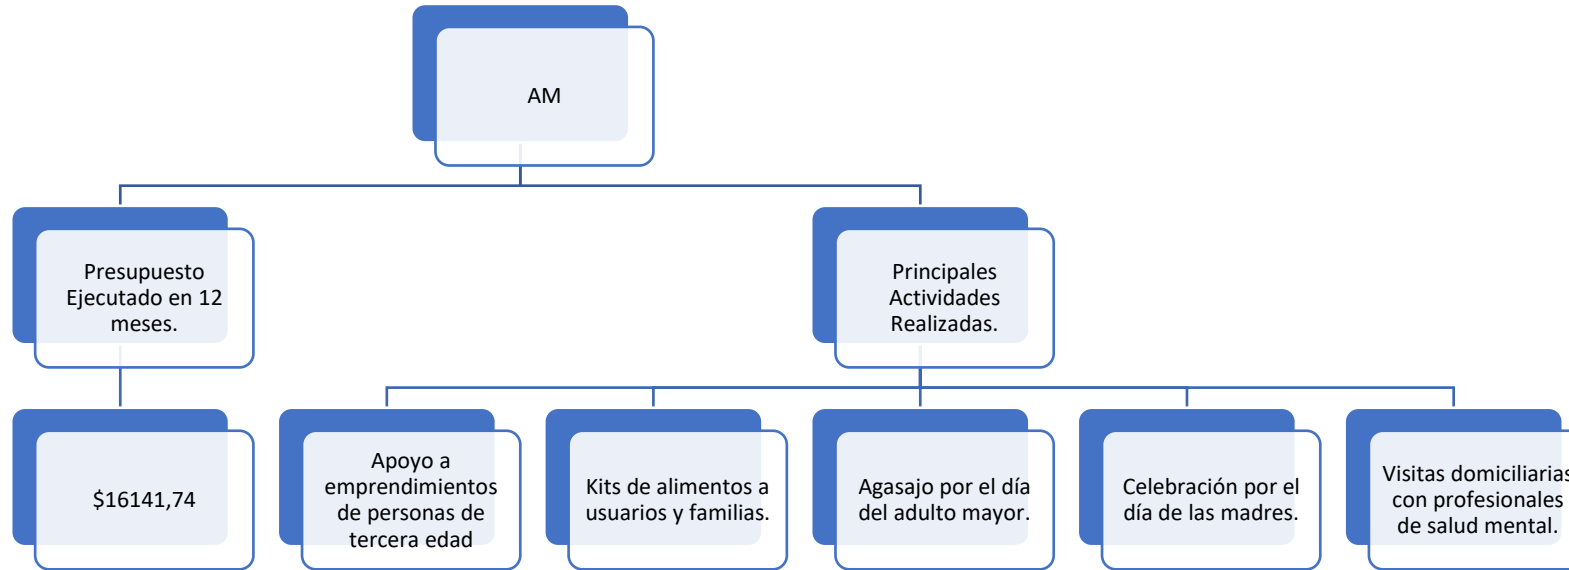 AM
Presupuesto
Ejecutado en 12
meses.
Principales
Actividades
Realizadas.
$16141,74
Apoyo a
emprendimientos
de personas de
tercera edad
Kits de alimentos a
usuarios y familias.
Agasajo por el día
del adulto mayor.
Celebración por el
día de las madres.
Visitas domiciliarias
con profesionales
de salud mental.